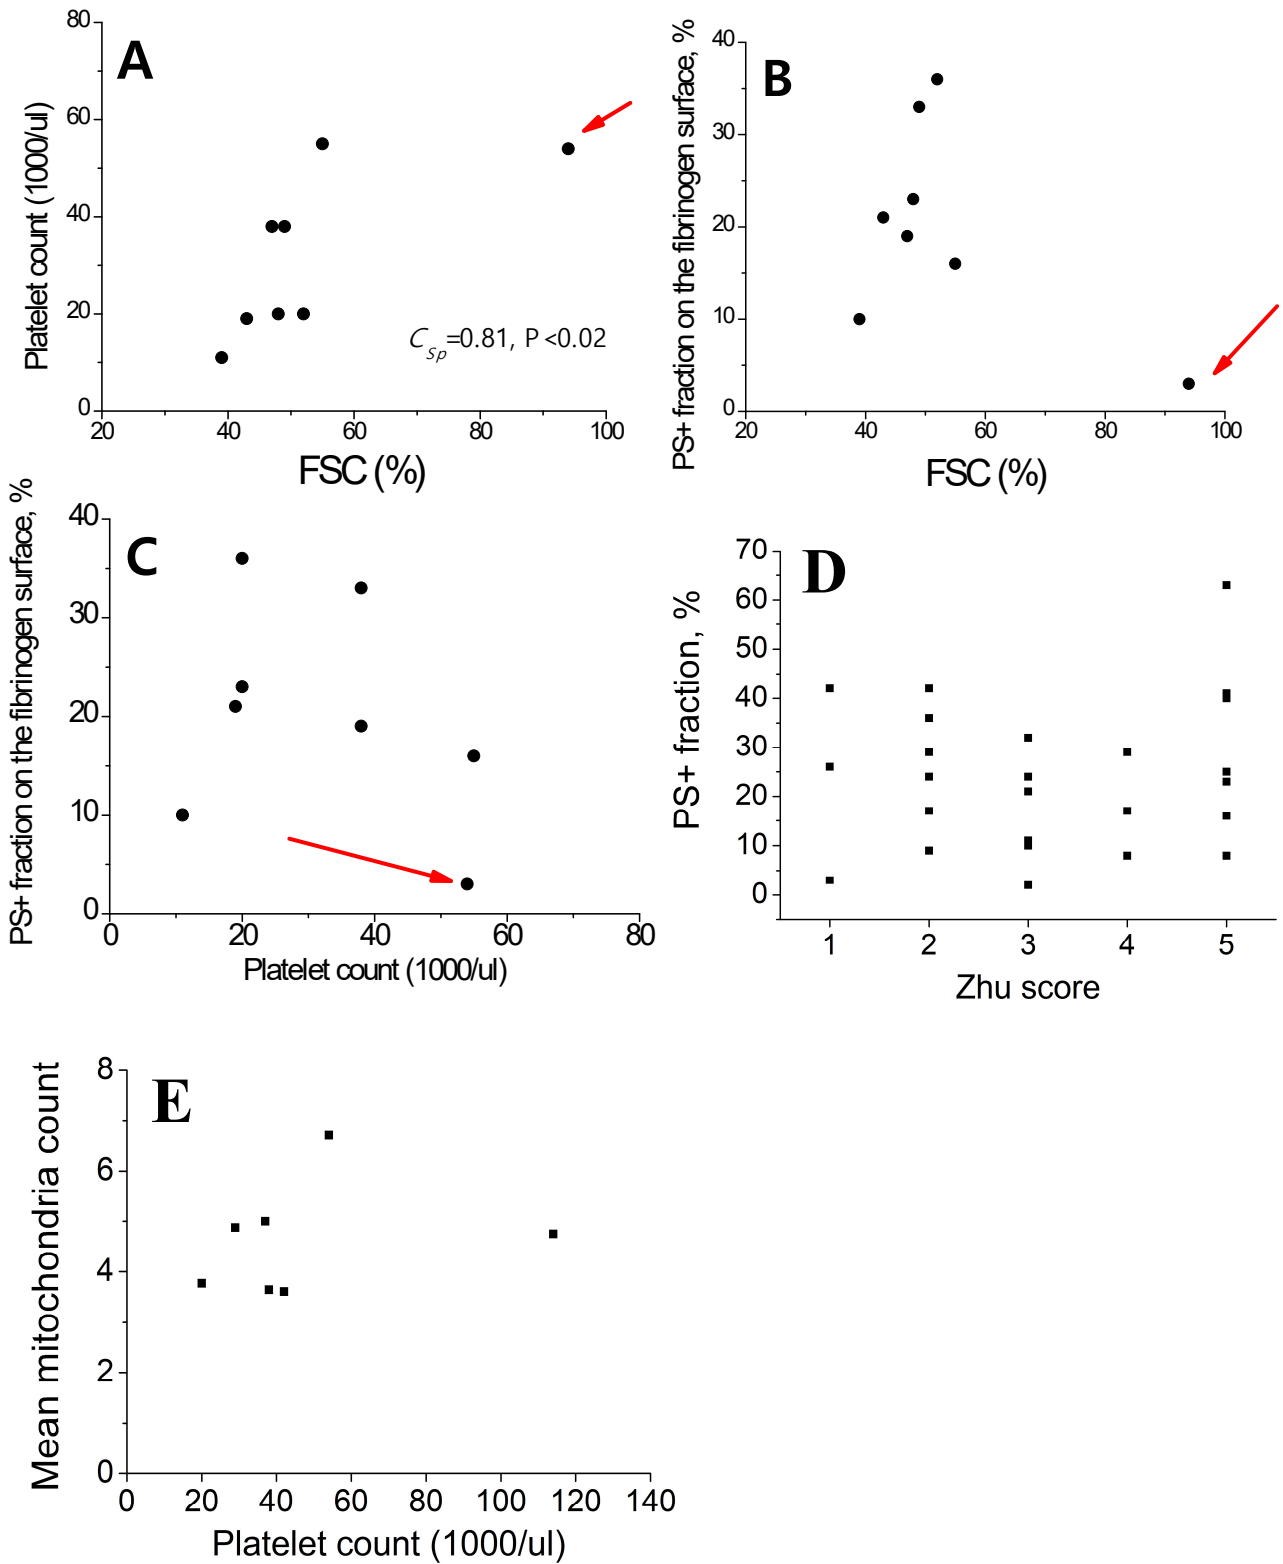 A
Platelet count (1000/ul)
80
60
40
20
0
20 40 60 80 100
FSC (%)
C_Sp=0.81, P <0.02
B
PS+ fraction on the fibrinogen surface, %
40
30
20
10
0
20 40 60 80 100
FSC (%)
C
PS+ fraction on the fibrinogen surface, %
40
30
20
10
0
0 20 40 60 80
Platelet count (1000/ul)
D
PS+ fraction, %
70
60
50
40
30
20
10
0
1 2 3 4 5
Zhu score
E
Mean mitochondria count
8
6
4
2
0
0 20 40 60 80 100 120 140
Platelet count (1000/ul)